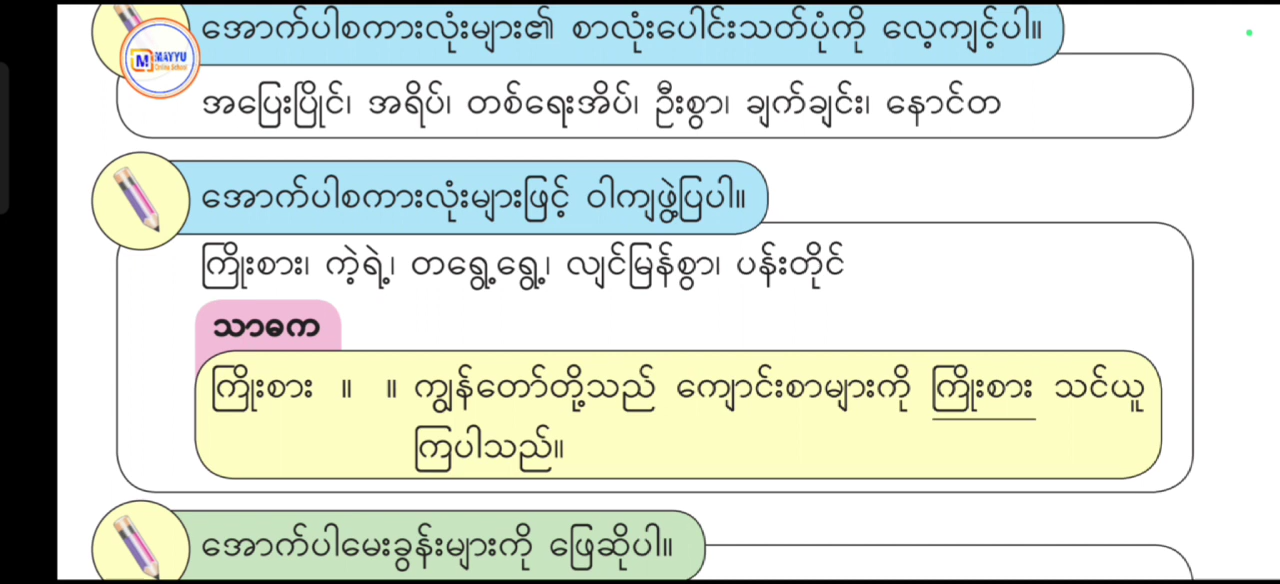 အောက်ပါစကားလုံးများ၏ စာလုံးပေါင်းသတ်ပုံကို လေ့ကျင့်ပါ။
MAYYU
Online School
အပြေးပြိုင်၊ အရိပ်၊ တစ်ရေးအိပ်၊ ဦးစွာ၊ ချက်ချင်း၊ နောင်တ
အောက်ပါစကားလုံးများဖြင့် ဝါကျဖွဲ့ပြပါ။
ကြိုးစား၊ ကဲ့ရဲ့၊ တရွေ့ရွေ့၊ လျင်မြန်စွာ၊ ပန်းတိုင်
သာဓက
ကြိုးစား ။ ။ ကျွန်တော်တို့သည် ကျောင်းစာများကို ကြိုးစား သင်ယူ
ကြပါသည်။
အောက်ပါမေးခွန်းများကို ဖြေဆိုပါ။